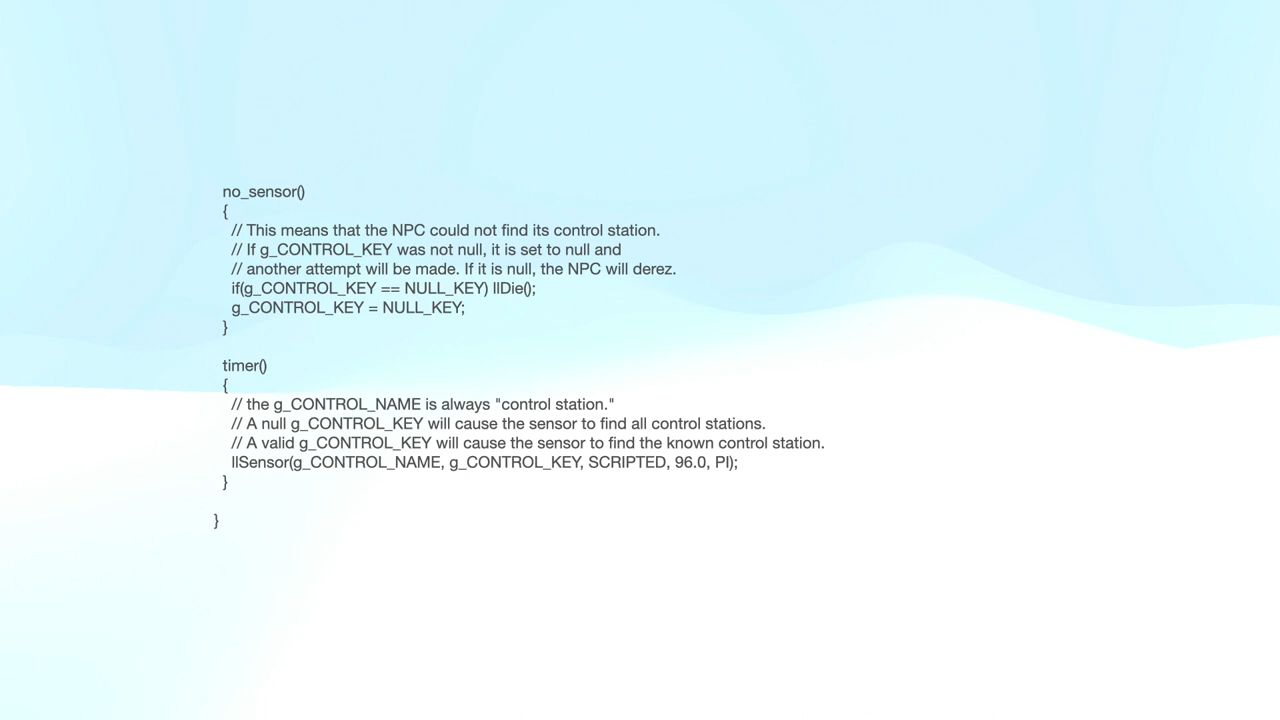 no_sensor()
{
// This means that the NPC could not find its control station.
// If g_CONTROL_KEY was not null, it is set to null and
// another attempt will be made. If it is null, the NPC will derez.
if(g_CONTROL_KEY == NULL_KEY) llDie();
g_CONTROL_KEY = NULL_KEY;
}
timer()
{
// the g_CONTROL_NAME is always "control station."
// A null g_CONTROL_KEY will cause the sensor to find all control stations.
// A valid g_CONTROL_KEY will cause the sensor to find the known control station.
llSensor(g_CONTROL_NAME, g_CONTROL_KEY, SCRIPTED, 96.0, PI);
}
}